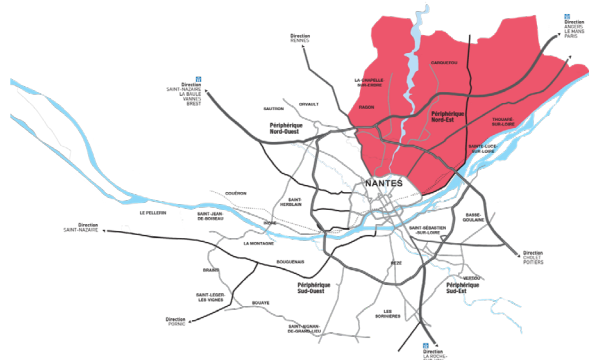 Direction
ANGERS
LE MANS
PARIS
Direction
RENNES
LA-CHAPELLE
SUR-ERDRE
CARQUEFOU
Direction
SAINT-NAZAIRE
LA BAULE
VANNES
BREST
SAUTRON
ORVAULT
Périphérique
Nord-Ouest
Périphérique
Nord-Est
THOUARÉ
SUR-LOIRE
SAINTE-LUCE
SUR-LOIRE
NANTES
COUËRON
SAINT-
HERBLAIN
LE PELLERIN
SAINT-JEAN
DE BOISEAU
INDRE
BASSE-
GOULAINE
SAINT-SÉBASTIEN
-SUR-LOIRE
Direction
SAINT-NAZAIRE
LA MONTAGNE
BOUGUENAIS
REZÉ
Direction
CHOLET
POITIERS
BRAINS
VERTOU
Périphérique
Sud-Ouest
Périphérique
Sud-Est
SAINT-LEGER-
LES VIGNES
BOUAYE
Direction
PORNIC
SAINT-AIGNAN-
DE-GRAND-LIEU
LES
SORINIÈRES
Direction
LA ROCHE-